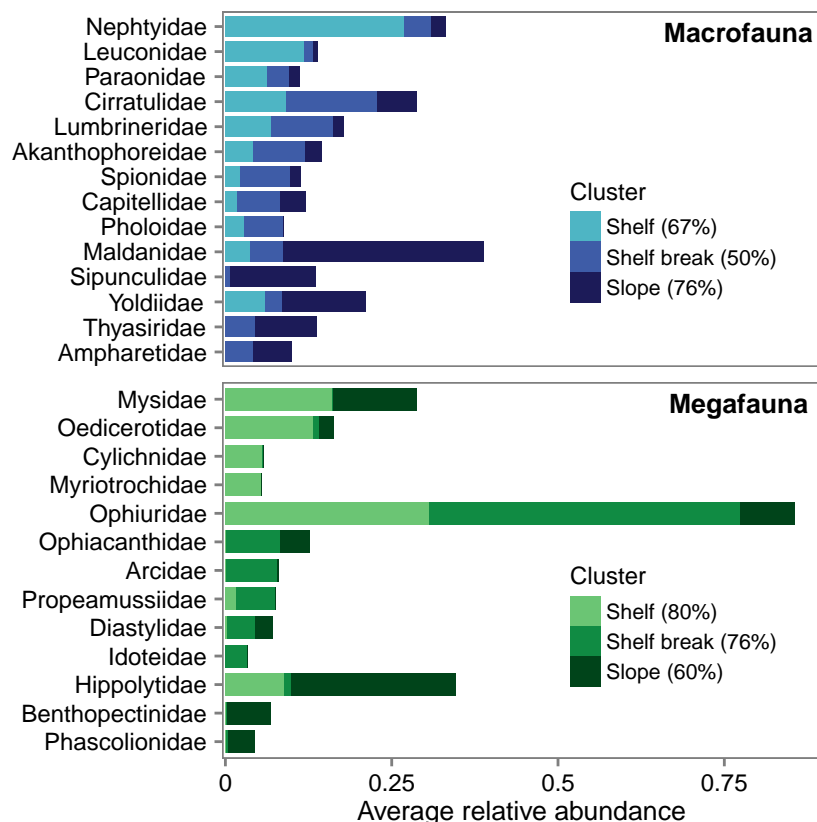 Macrofauna
Nephtyidae
Leuconidae
Paraonidae
Cirratulidae
Lumbrineridae
Akanthophoreidae
Spionidae
Capitellidae
Pholoidae
Maldanidae
Sipunculidae
Yoldiidae
Thyasiridae
Ampharetidae
Cluster
Shelf (67%)
Shelf break (50%)
Slope (76%)
Megafauna
Mysidae
Oedicerotidae
Cylichnidae
Myriotrochidae
Ophiuridae
Ophiacanthidae
Arcidae
Propeamussiidae
Diastylidae
Idoteidae
Hippolytidae
Benthopectinidae
Phascolionidae
Cluster
Shelf (80%)
Shelf break (76%)
Slope (60%)
0 0.25 0.5 0.75
Average relative abundance